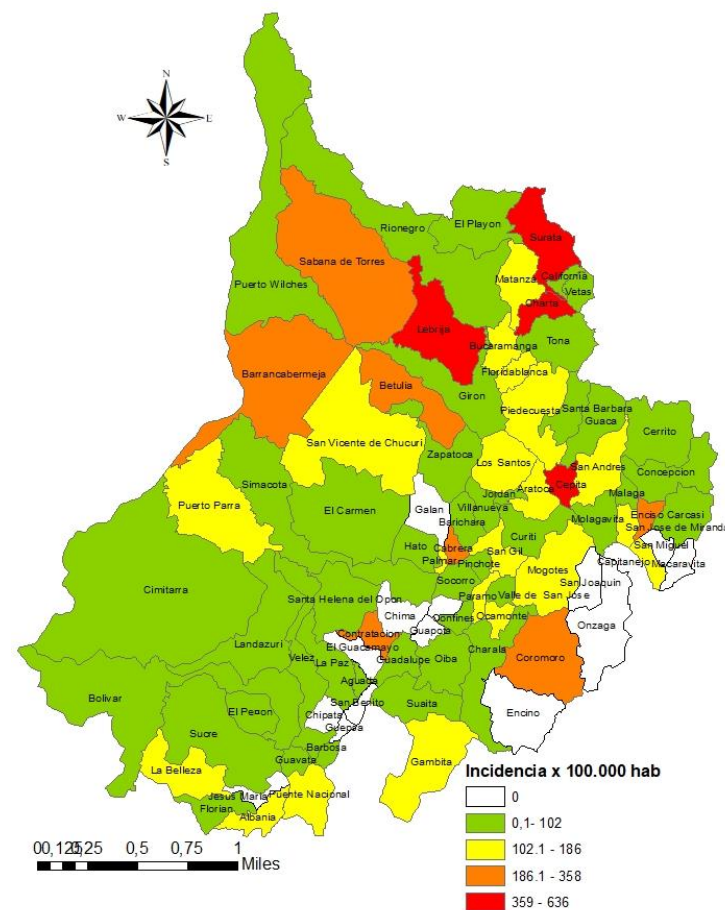 N
W E
S
El Playon
Rionegro
Surata
Sabana de Torres
California
Matanza
Vetas
Puerto Wilches
Charta
Lebrija
Tona
Bucaramanga
Floridablanca
Barrancabermeja
Betulia
Giron
Piedecuesta
Santa Barbara
Guaca
Cerrito
San Vicente de Chucuri
Zapatoca
Los Santos
San Andres
Concepcion
Simacota
Cepita
Aratoca
Jordan
Malaga
Puerto Parra
El Carmen
Galan
Villanueva
Barichara
Enciso
Carcasi
San Jose de Miranda
Molagavita
Curiti
Cabrera
Hato
San Gil
San Miguel
Palmar
Pinchote
Mogotes
Capitanejo
Macaravita
Cimitarra
Socorro
San Joaquin
Santa Helena del Opon
Paramo
Valle de San Jose
Chima
Confines
Ocamonte
Onzaga
Guapota
Contratacion
Landazuri
El Guacamayo
Charala
Velez
La Paz
Guadalupe
Oiba
Coromoro
Aguada
Bolivar
San Benito
Suaita
Encino
El Pe¤on
Chipata
Guepsa
Sucre
Barbosa
Guavata
Gambita
La Belleza
Jesus Maria
Puente Nacional
Florian
Albania
Incidencia x 100.000 hab
0
0,1- 102
102.1 - 186
186.1 - 358
359 - 636
00,1250,25 0,5 0,75 1
Miles